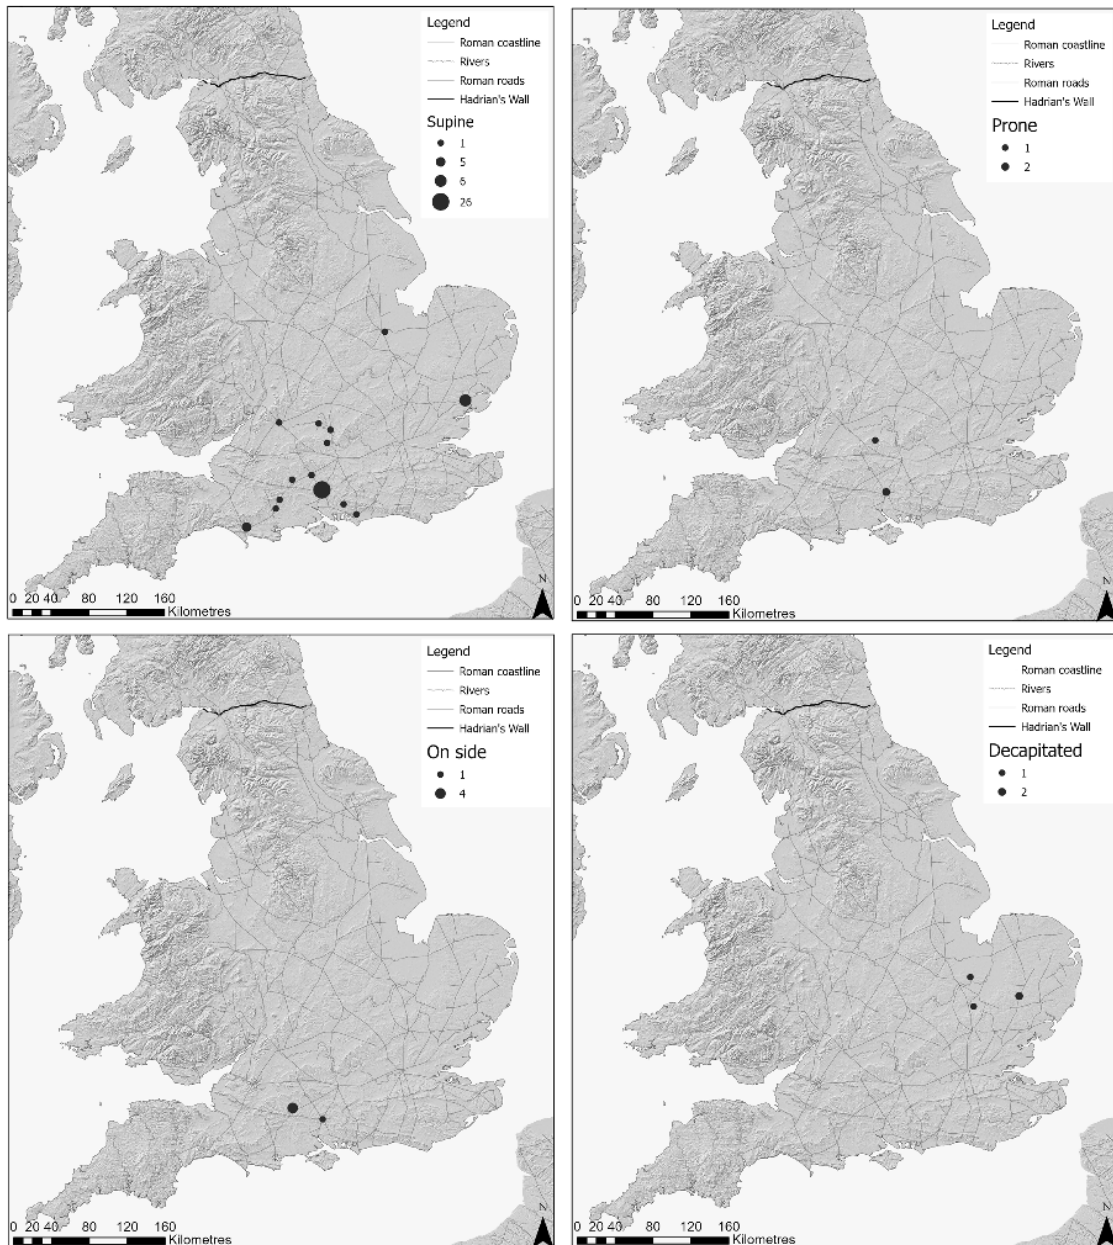 Legend
Roman coastline
Rivers
Roman roads
Hadrian's Wall
Supine
1
5
6
26
N
0 20 40 80 120 160
Kilometres
Legend
Roman coastline
Rivers
Roman roads
Hadrian's Wall
Prone
1
2
N
0 20 40 80 120 160
Kilometres
Legend
Roman coastline
Rivers
Roman roads
Hadrian's Wall
On side
1
4
N
0 20 40 80 120 160
Kilometres
Legend
Roman coastline
Rivers
Roman roads
Hadrian's Wall
Decapitated
1
2
N
0 20 40 80 120 160
Kilometres